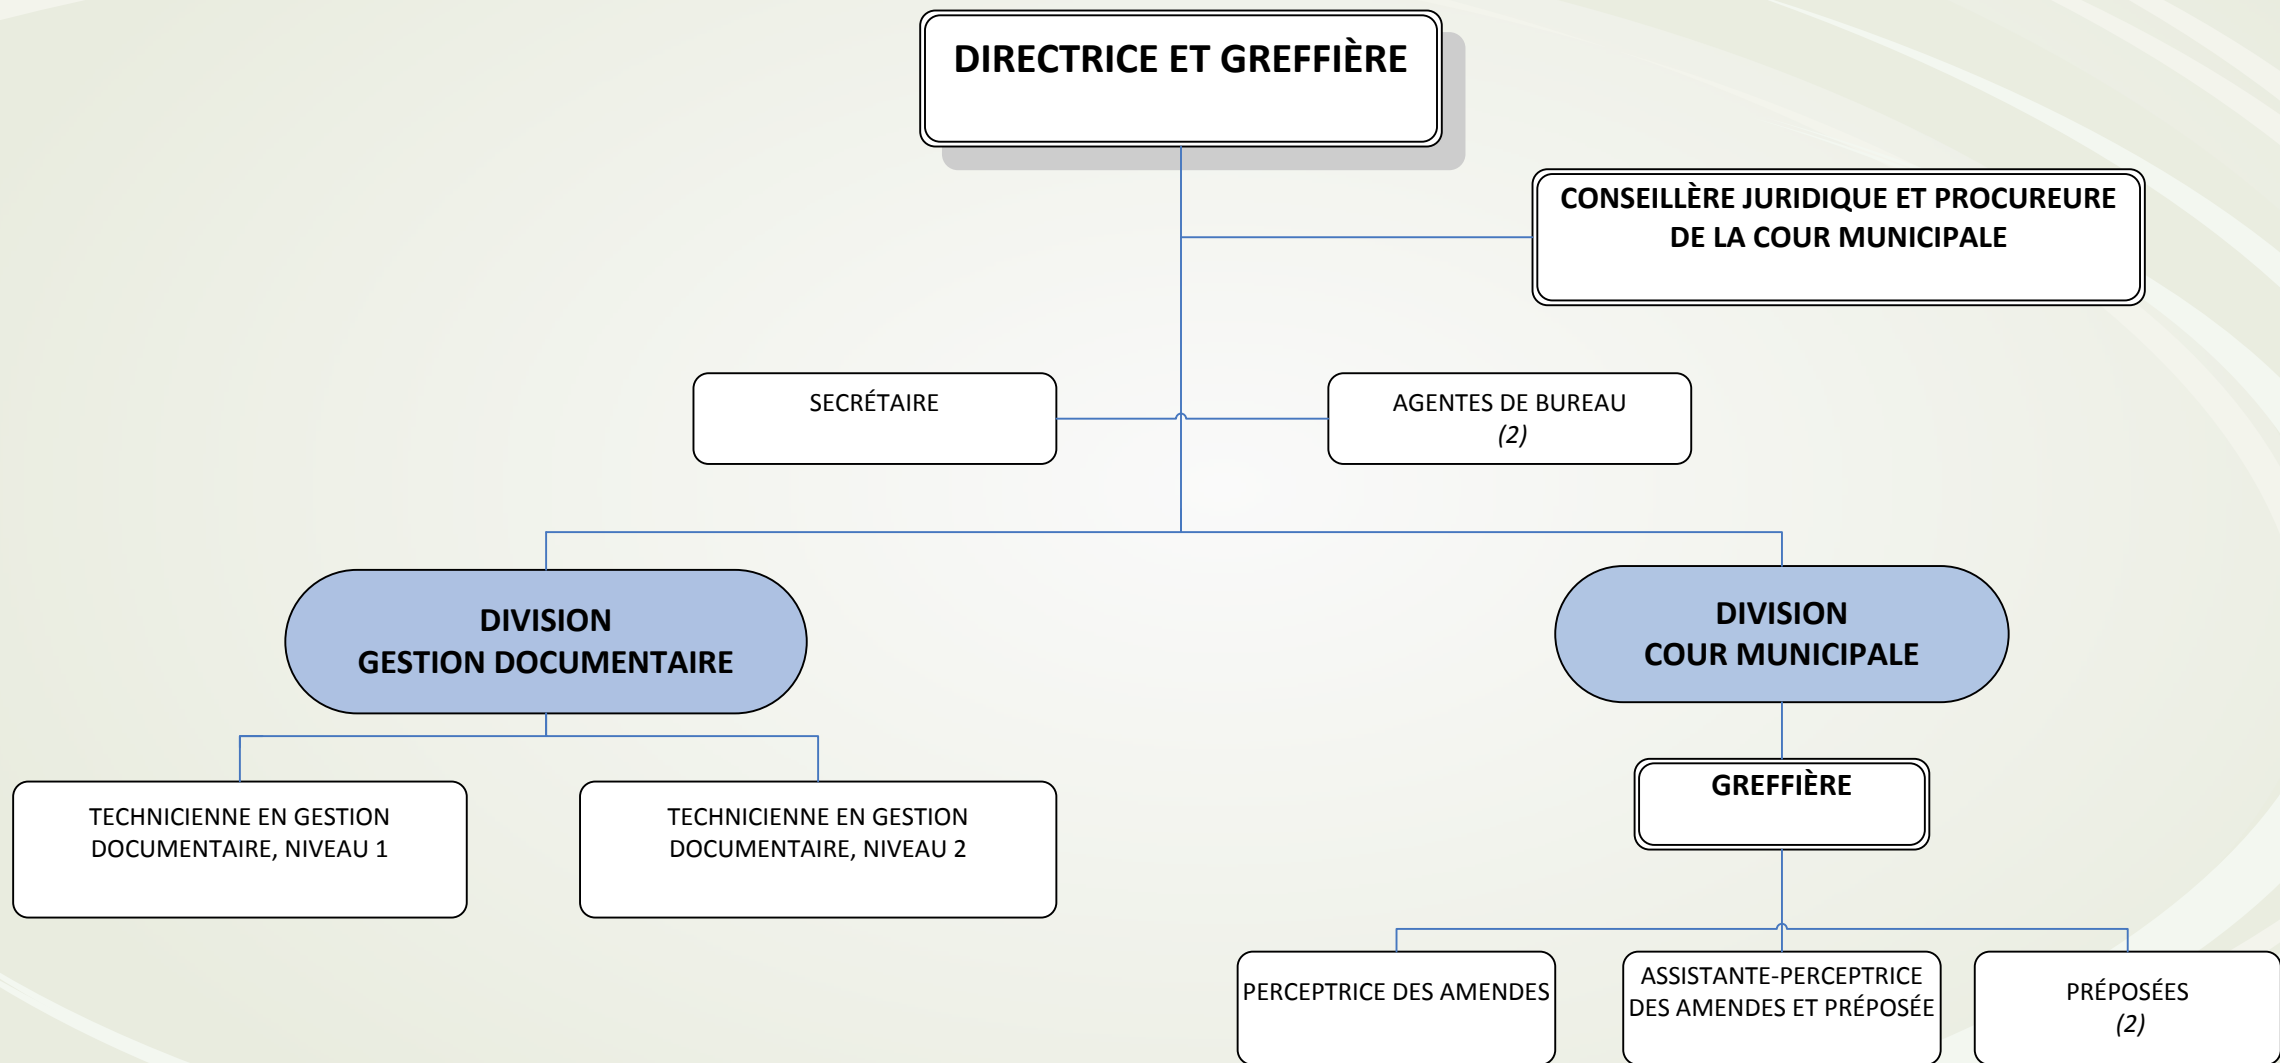 DIRECTRICE ET GREFFIÈRE
CONSEILLÈRE JURIDIQUE ET PROCUREURE
DE LA COUR MUNICIPALE
SECRÉTAIRE
AGENTES DE BUREAU
(2)
DIVISION
GESTION DOCUMENTAIRE
DIVISION
COUR MUNICIPALE
TECHNICIENNE EN GESTION
DOCUMENTAIRE, NIVEAU 1
TECHNICIENNE EN GESTION
DOCUMENTAIRE, NIVEAU 2
GREFFIÈRE
PERCEPTRICE DES AMENDES
ASSISTANTE-PERCEPTRICE
DES AMENDES ET PRÉPOSÉE
PRÉPOSÉES
(2)